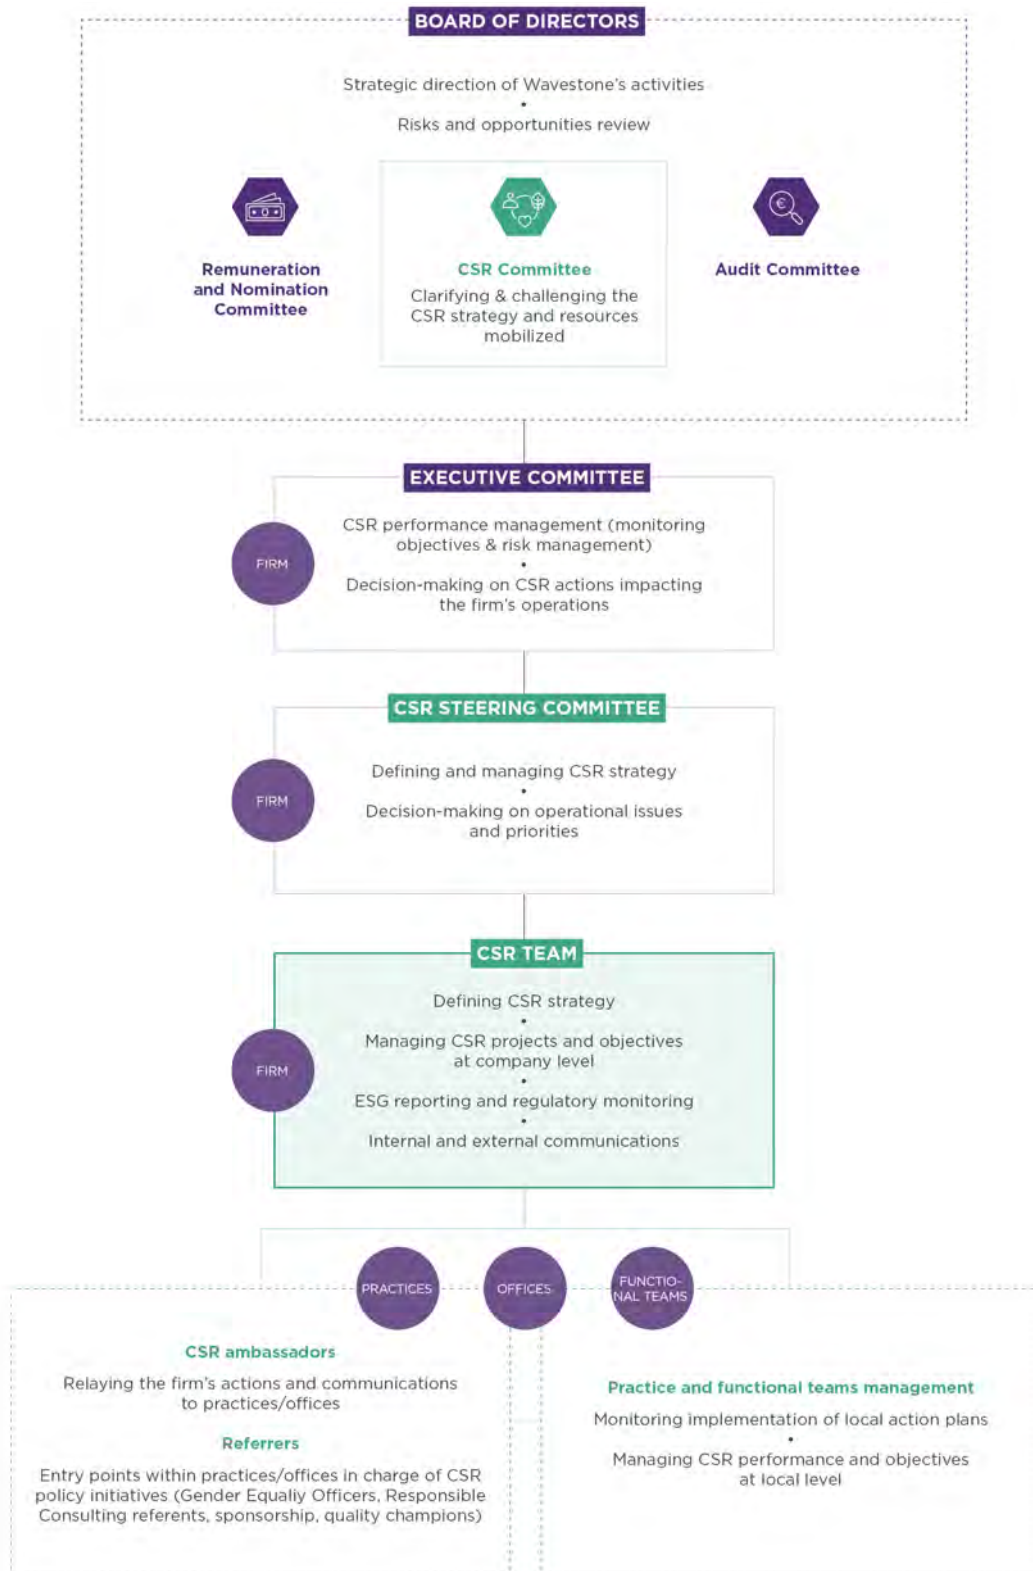 BOARD OF DIRECTORS
Strategic direction of Wavestone's activities
•
Risks and opportunities review
Remuneration
and Nomination
Committee
CSR Committee
Clarifying & challenging the
CSR strategy and resources
mobilized
Audit Committee
EXECUTIVE COMMITTEE
FIRM
CSR performance management (monitoring
objectives & risk management)
•
Decision-making on CSR actions impacting
the firm's operations
CSR STEERING COMMITTEE
FIRM
Defining and managing CSR strategy
•
Decision-making on operational issues
and priorities
CSR TEAM
FIRM
Defining CSR strategy
•
Managing CSR projects and objectives
at company level
•
ESG reporting and regulatory monitoring
•
Internal and external communications
PRACTICES
OFFICES
FUNCTIO-
NAL TEAMS
CSR ambassadors
Relaying the firm's actions and communications
to practices/offices
Referrers
Entry points within practices/offices in charge of CSR
policy initiatives (Gender Equaliy Officers, Responsible
Consulting referents, sponsorship, quality champions)
Practice and functional teams management
Monitoring implementation of local action plans
•
Managing CSR performance and objectives
at local level